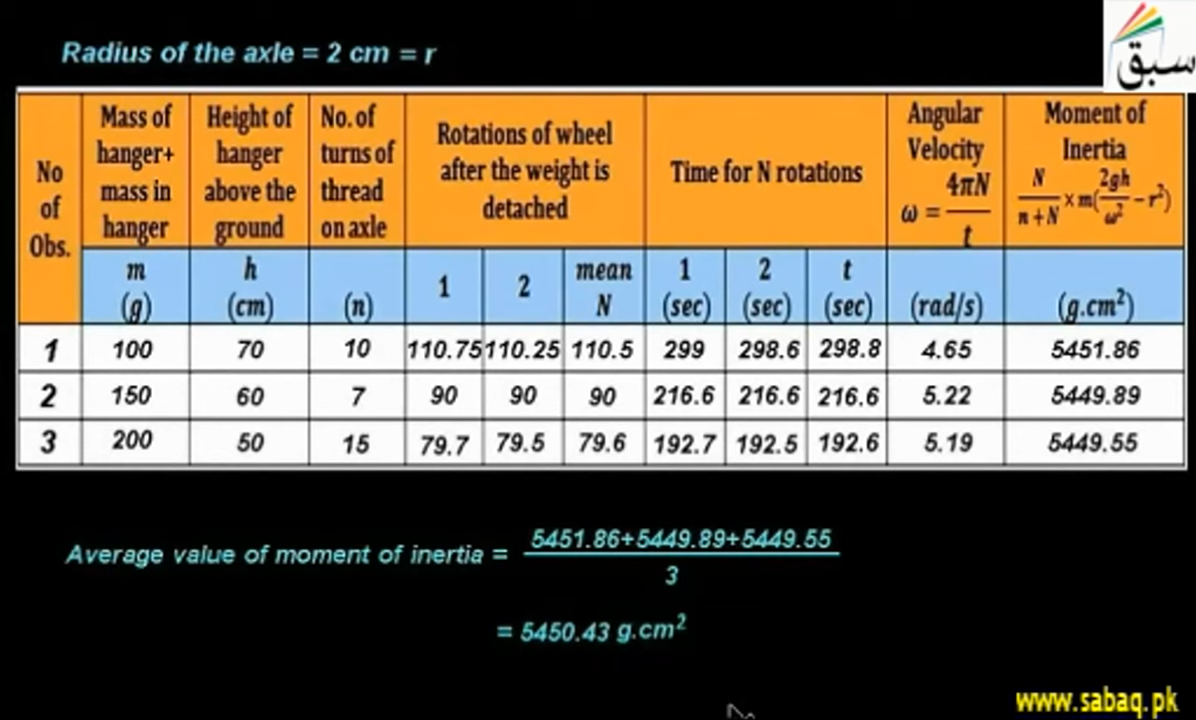 سبق
Radius of the axle = 2 cm = r
No of Obs. | Mass of hanger+ mass in hanger | Height of hanger above the ground | No. of turns of thread on axle | Rotations of wheel after the weight is detached | Time for N rotations | Angular Velocity ω = 4πN/t | Moment of Inertia N/n+N × m(2gh/ω² − r²)
m (g) | h (cm) | (n) | 1 | 2 | mean N | 1 (sec) | 2 (sec) | t (sec) | (rad/s) | (g.cm²)
1 | 100 | 70 | 10 | 110.75 | 110.25 | 110.5 | 299 | 298.6 | 298.8 | 4.65 | 5451.86
2 | 150 | 60 | 7 | 90 | 90 | 90 | 216.6 | 216.6 | 216.6 | 5.22 | 5449.89
3 | 200 | 50 | 15 | 79.7 | 79.5 | 79.6 | 192.7 | 192.5 | 192.6 | 5.19 | 5449.55
Average value of moment of inertia = 5451.86+5449.89+5449.55
3
= 5450.43 g.cm²
www.sabaq.pk